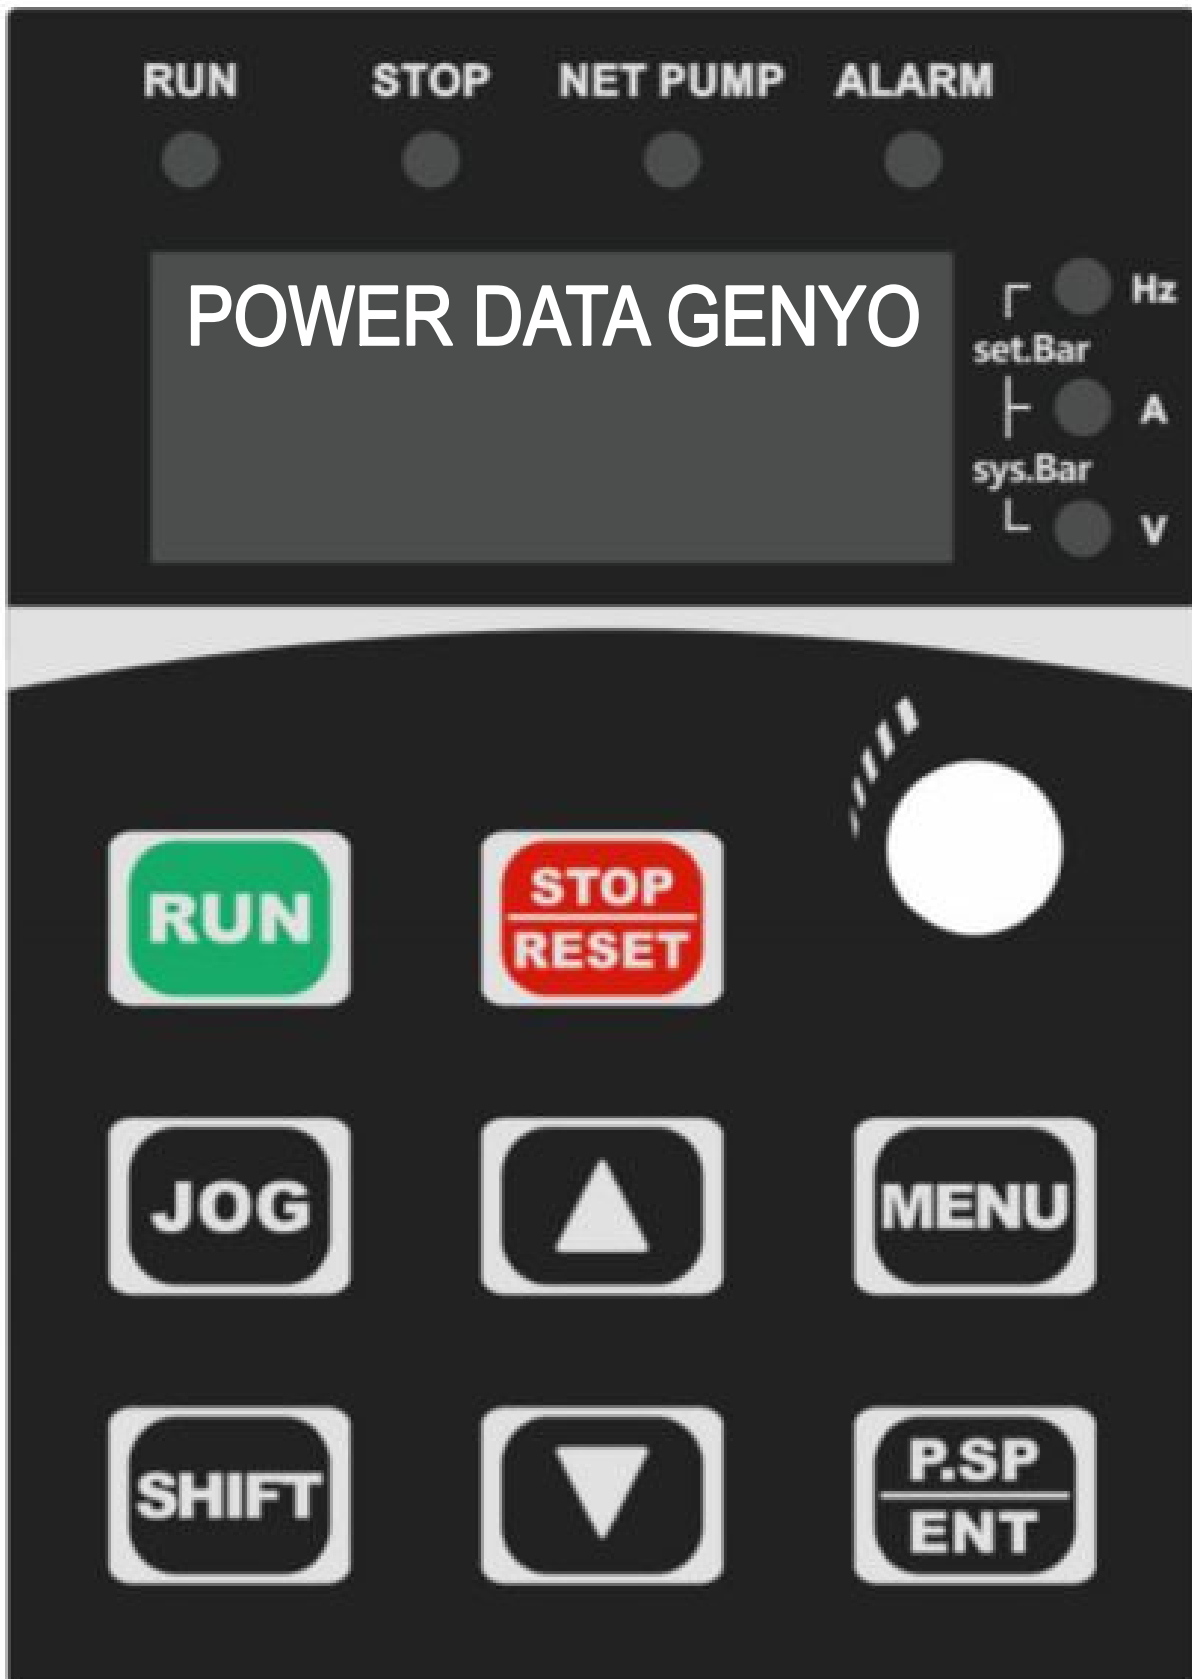 RUN STOP NET PUMP ALARM
POWER DATA GENYO
Hz
set.Bar
A
sys.Bar
V
RUN
STOP
RESET
JOG
MENU
SHIFT
P.SP
ENT